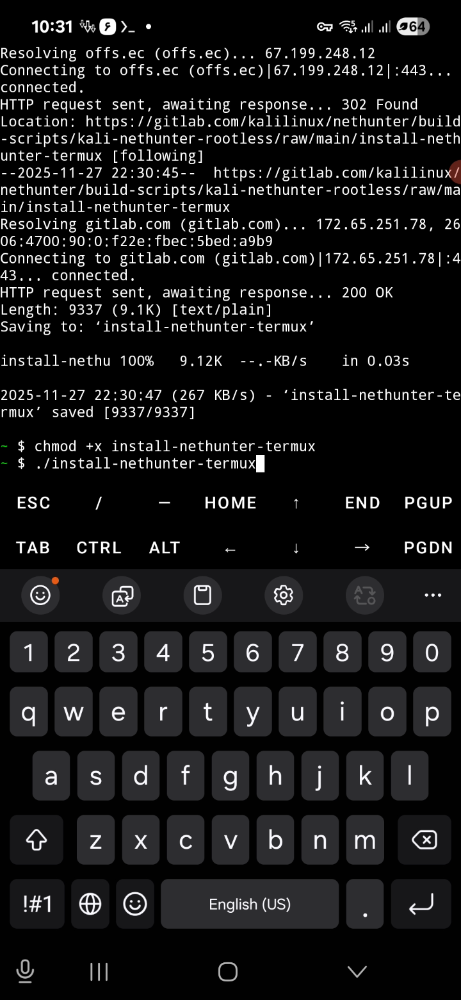 10:31 64
Resolving offs.ec (offs.ec)... 67.199.248.12
Connecting to offs.ec (offs.ec)|67.199.248.12|:443...
connected.
HTTP request sent, awaiting response... 302 Found
Location: https://gitlab.com/kalilinux/nethunter/build
-scripts/kali-nethunter-rootless/raw/main/install-neth
unter-termux [following]
--2025-11-27 22:30:45--  https://gitlab.com/kalilinux/
nethunter/build-scripts/kali-nethunter-rootless/raw/ma
in/install-nethunter-termux
Resolving gitlab.com (gitlab.com)... 172.65.251.78, 26
06:4700:90:0:f22e:fbec:5bed:a9b9
Connecting to gitlab.com (gitlab.com)|172.65.251.78|:4
43... connected.
HTTP request sent, awaiting response... 200 OK
Length: 9337 (9.1K) [text/plain]
Saving to: ‘install-nethunter-termux’
install-nethu 100%   9.12K  --.-KB/s    in 0.03s
2025-11-27 22:30:47 (267 KB/s) - ‘install-nethunter-te
rmux’ saved [9337/9337]
~ $ chmod +x install-nethunter-termux
~ $ ./install-nethunter-termux
ESC / — HOME ↑ END PGUP
TAB CTRL ALT ← ↓ → PGDN
1 2 3 4 5 6 7 8 9 0
q w e r t y u i o p
a s d f g h j k l
z x c v b n m
!#1 English (US) .